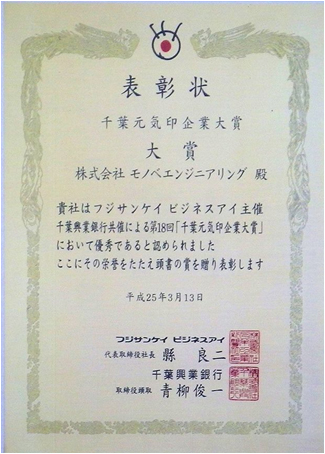 表彰状
千葉元気印企業大賞
大賞
株式会社 モノベエンジニアリング 殿
貴社はフジサンケイ ビジネスアイ主催
千葉興業銀行共催による第18回「千葉元気印企業大賞」
において優秀であると認められました
ここにその栄誉をたたえ頭書の賞を贈り表彰します
平成25年3月13日
フジサンケイ ビジネスアイ
代表取締役社長 縣 良二
千葉興業銀行
取締役頭取 青柳俊一